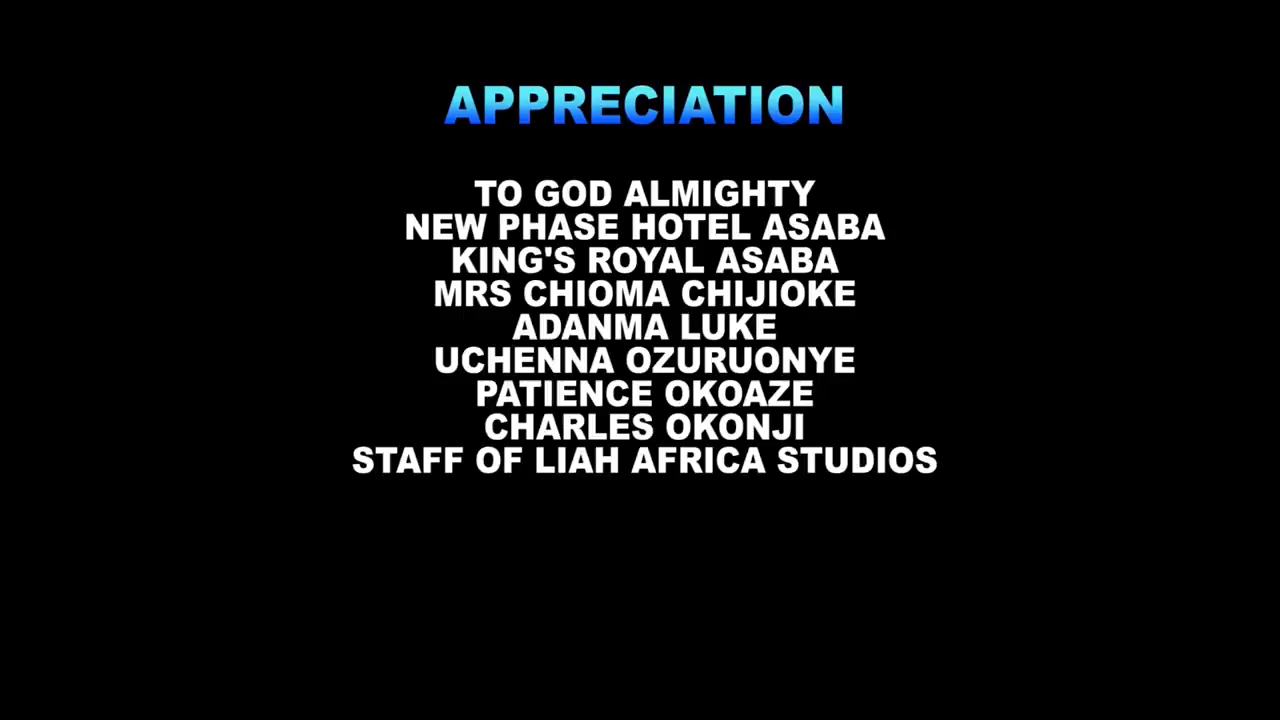 APPRECIATION
TO GOD ALMIGHTY
NEW PHASE HOTEL ASABA
KING'S ROYAL ASABA
MRS CHIOMA CHIJIOKE
ADANMA LUKE
UCHENNA OZURUONYE
PATIENCE OKOAZE
CHARLES OKONJI
STAFF OF LIAH AFRICA STUDIOS